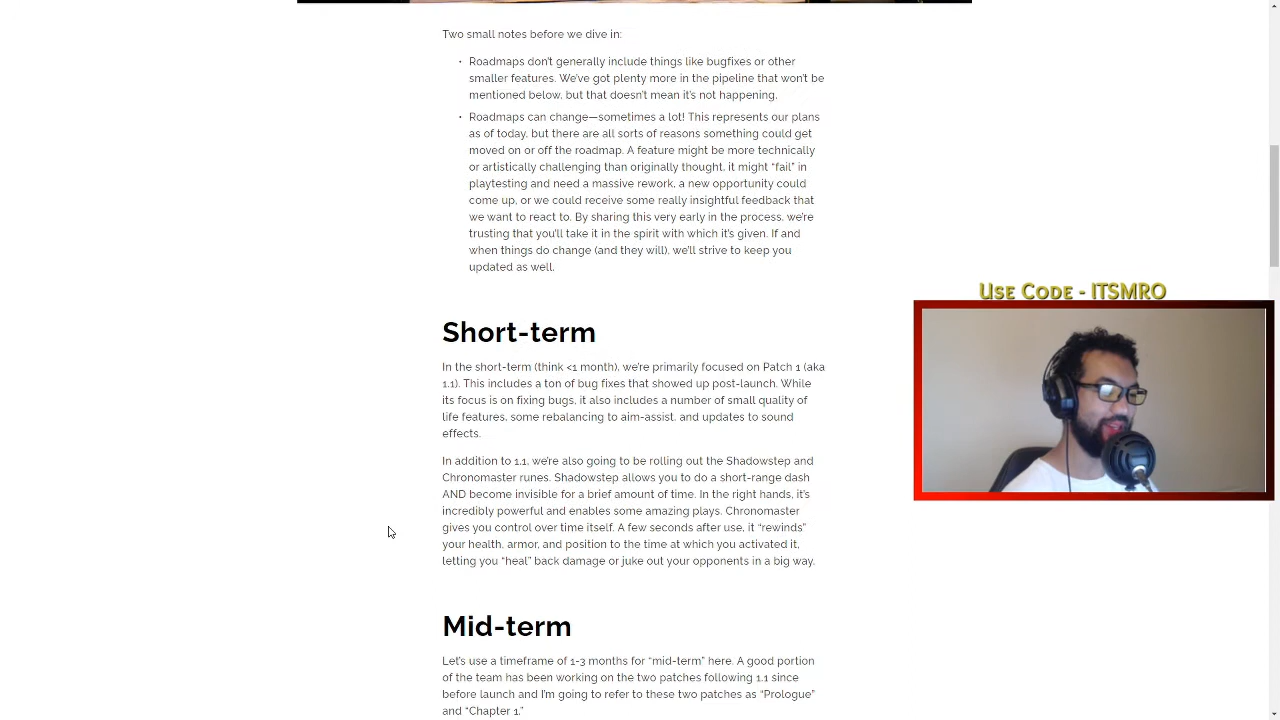 Two small notes before we dive in:
• Roadmaps don't generally include things like bugfixes or other
smaller features. We've got plenty more in the pipeline that won't be
mentioned below, but that doesn't mean it's not happening.
• Roadmaps can change—sometimes a lot! This represents our plans
as of today, but there are all sorts of reasons something could get
moved on or off the roadmap. A feature might be more technically
or artistically challenging than originally thought, it might “fail” in
playtesting and need a massive rework, a new opportunity could
come up, or we could receive some really insightful feedback that
we want to react to. By sharing this very early in the process, we're
trusting that you'll take it in the spirit with which it's given. If and
when things do change (and they will), we'll strive to keep you
updated as well.
USE CODE - ITSMRO
Short-term
In the short-term (think <1 month), we're primarily focused on Patch 1 (aka
1.1). This includes a ton of bug fixes that showed up post-launch. While
its focus is on fixing bugs, it also includes a number of small quality of
life features, some rebalancing to aim-assist, and updates to sound
effects.
In addition to 1.1, we're also going to be rolling out the Shadowstep and
Chronomaster runes. Shadowstep allows you to do a short-range dash
AND become invisible for a brief amount of time. In the right hands, it's
incredibly powerful and enables some amazing plays. Chronomaster
gives you control over time itself. A few seconds after use, it “rewinds”
your health, armor, and position to the time at which you activated it,
letting you “heal” back damage or juke out your opponents in a big way.
Mid-term
Let's use a timeframe of 1-3 months for “mid-term” here. A good portion
of the team has been working on the two patches following 1.1 since
before launch and I'm going to refer to these two patches as “Prologue”
and “Chapter 1.”